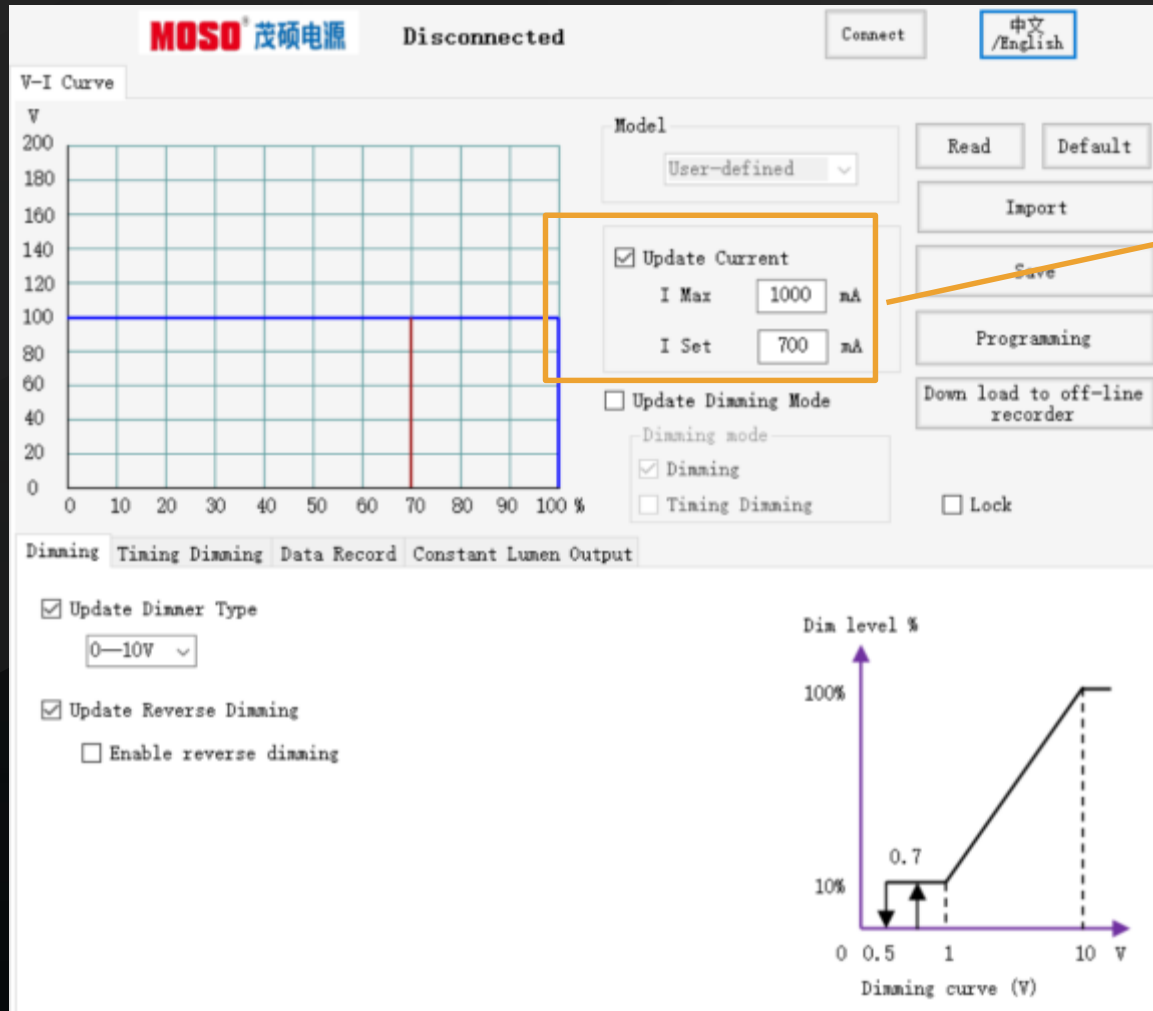 MOSO® 茂硕电源 Disconnected Connect 中文
/English
V-I Curve
V
200
180
160
140
120
100
80
60
40
20
0
0 10 20 30 40 50 60 70 80 90 100 %
Model
User-defined
Update Current
I Max 1000 mA
I Set 700 mA
Update Dimming Mode
Dimming mode
Dimming
Timing Dimming
Read Default
Import
Save
Programming
Down load to off-line
recorder
Lock
Dimming Timing Dimming Data Record Constant Lumen Output
Update Dimmer Type
0—10V
Update Reverse Dimming
Enable reverse dimming
Dim level %
100%
0.7
10%
0 0.5 1 10 V
Dimming curve (V)